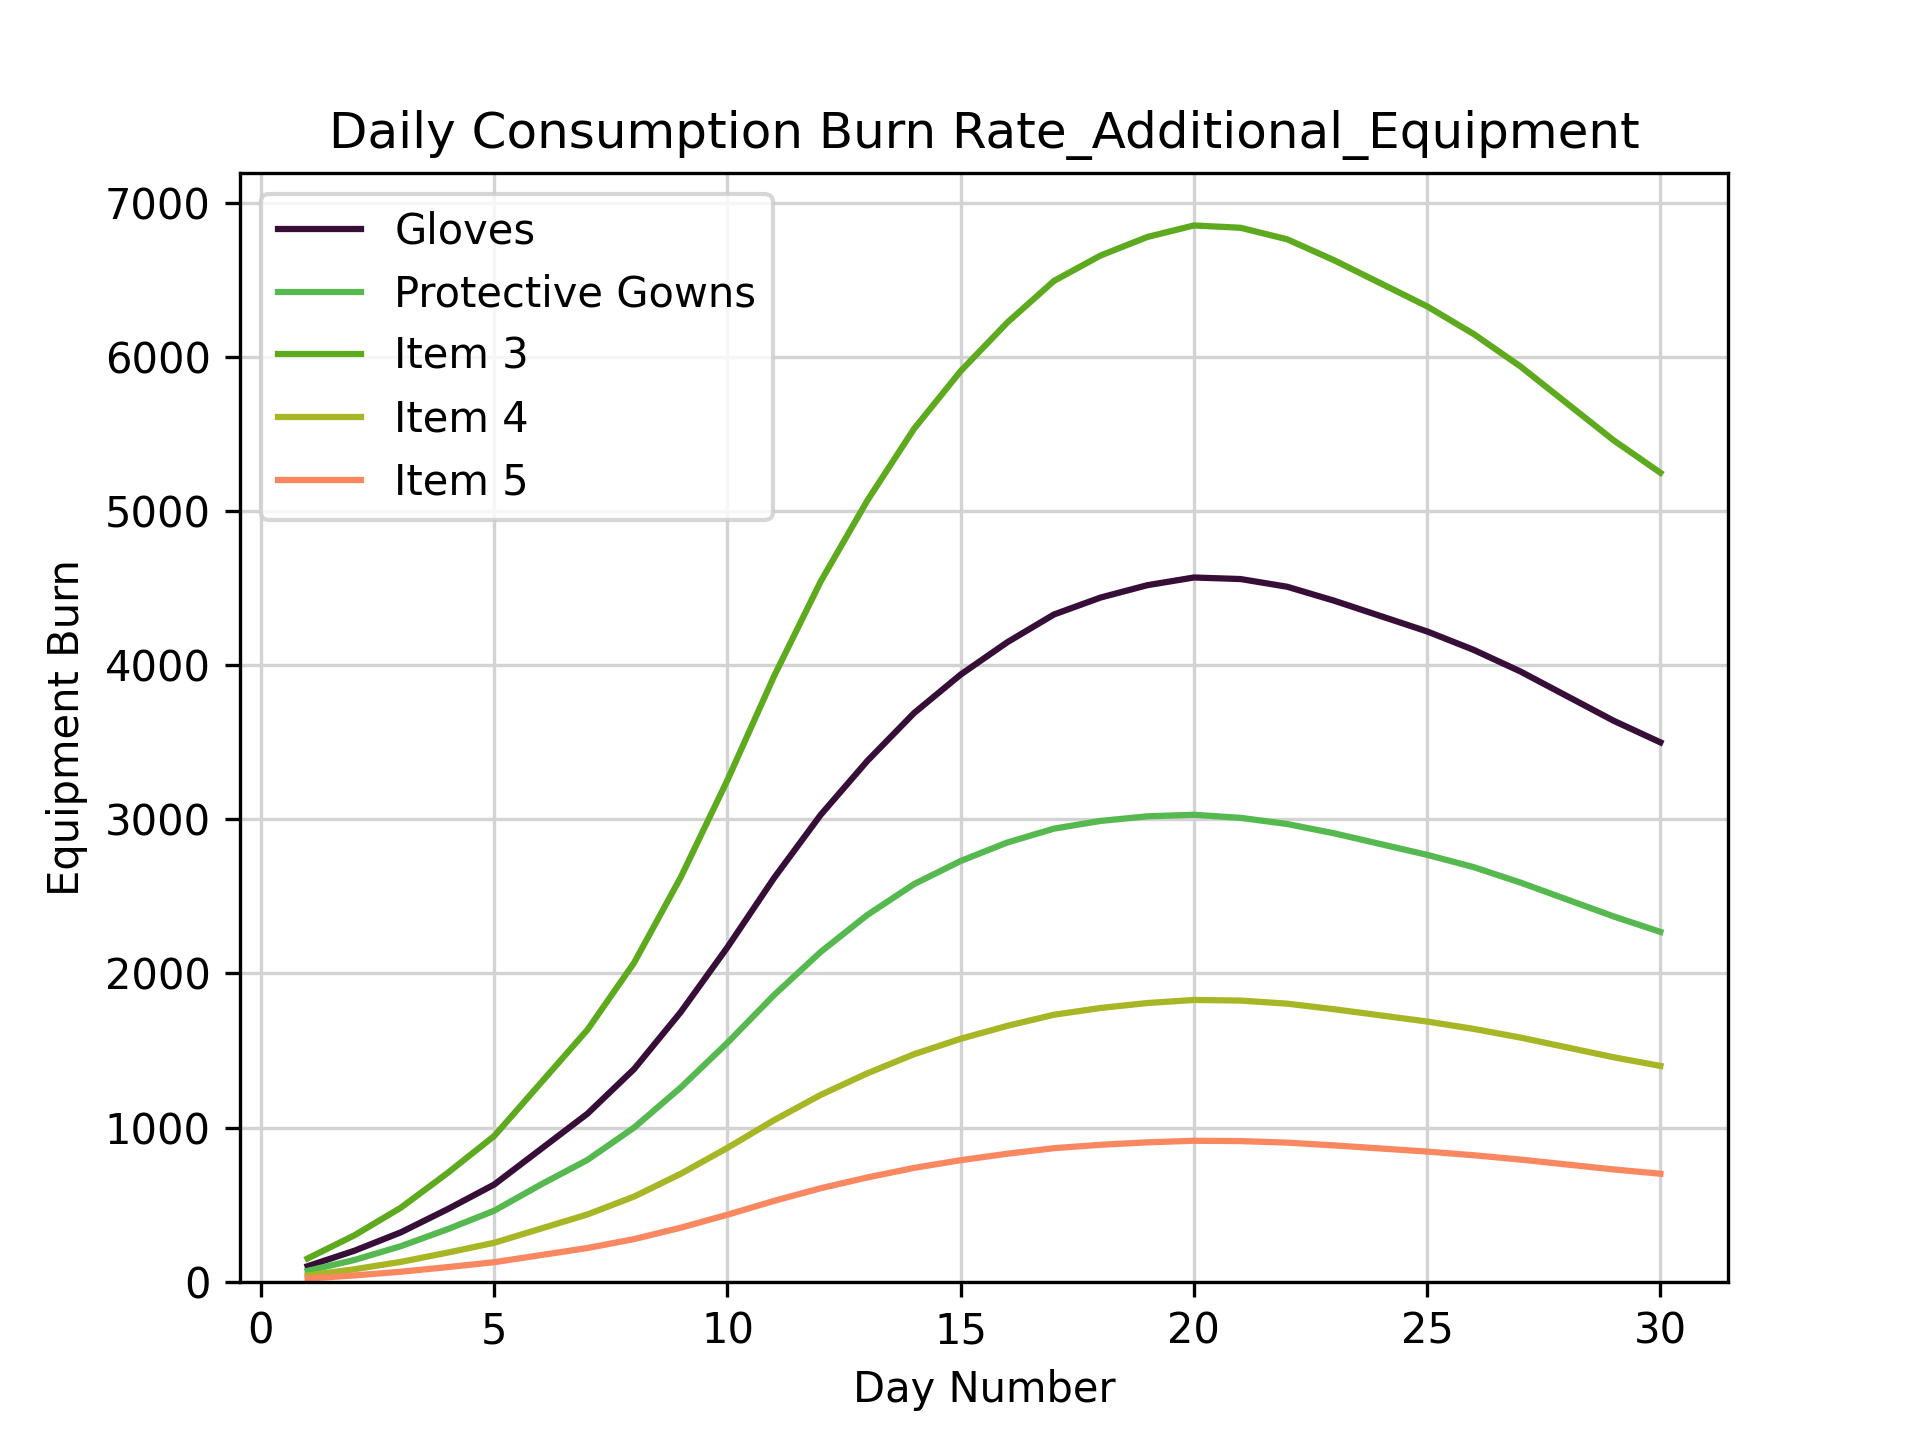 Daily Consumption Burn Rate_Additional_Equipment
7000
6000
5000
4000
3000
2000
1000
0
Equipment Burn
Gloves
Protective Gowns
Item 3
Item 4
Item 5
0 5 10 15 20 25 30
Day Number